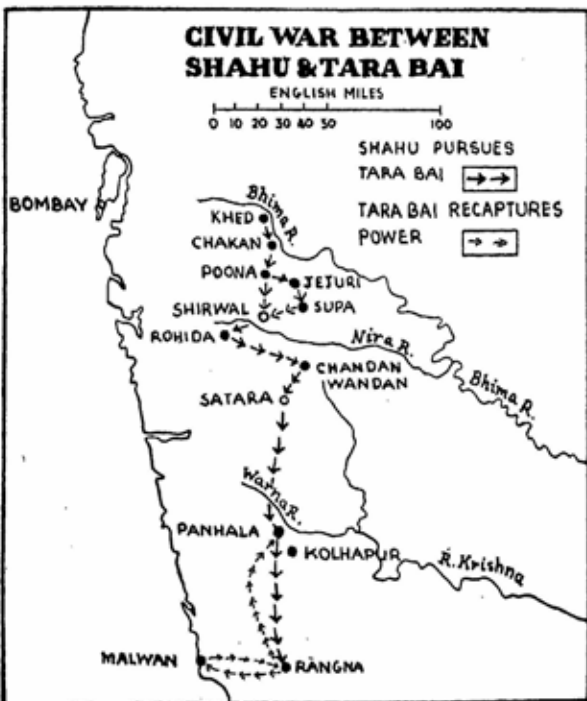 CIVIL WAR BETWEEN
SHAHU & TARA BAI
ENGLISH MILES
0 10 20 30 40 50 100
SHAHU PURSUES
TARA BAI
TARA BAI RECAPTURES
POWER
BOMBAY
Bhima R.
KHED
CHAKAN
POONA
JEJURI
SHIRWAL
SUPA
ROHIDA
Nira R.
CHANDAN
WANDAN
Bhima R.
SATARA
Warna R.
PANHALA
KOLHAPUR
R. Krishna
MALWAN
RANGNA